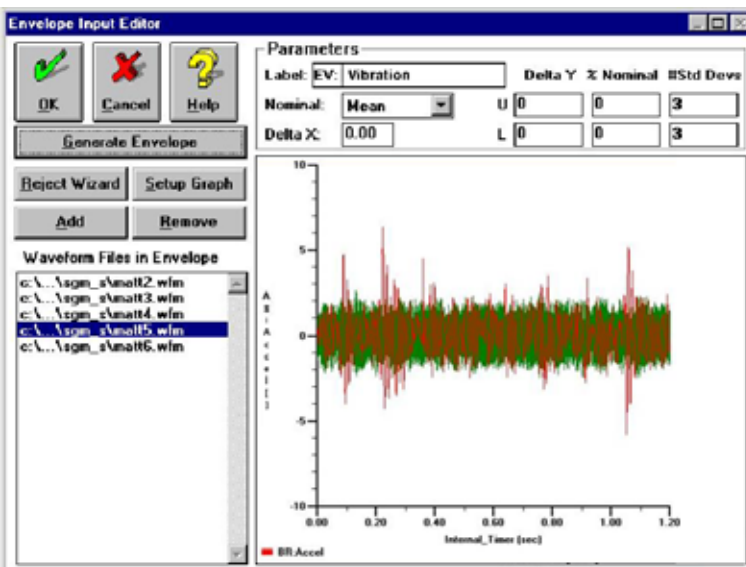 Envelope Input Editor
OK Cancel Help
Generate Envelope
Reject Wizard Setup Graph
Add Remove
Waveform Files in Envelope
c:\...\sgm_s\matt2.wfm
c:\...\sgm_s\matt3.wfm
c:\...\sgm_s\matt4.wfm
c:\...\sgm_s\matt5.wfm
c:\...\sgm_s\matt6.wfm
Parameters
Label: EV: Vibration Delta Y % Nominal #Std Devs
Nominal: Mean U 0 0 3
Delta X: 0.00 L 0 0 3
10
5
0
-5
-10
0.00 0.20 0.40 0.60 0.80 1.00 1.20
Internal_Timer (sec)
BR:Accel